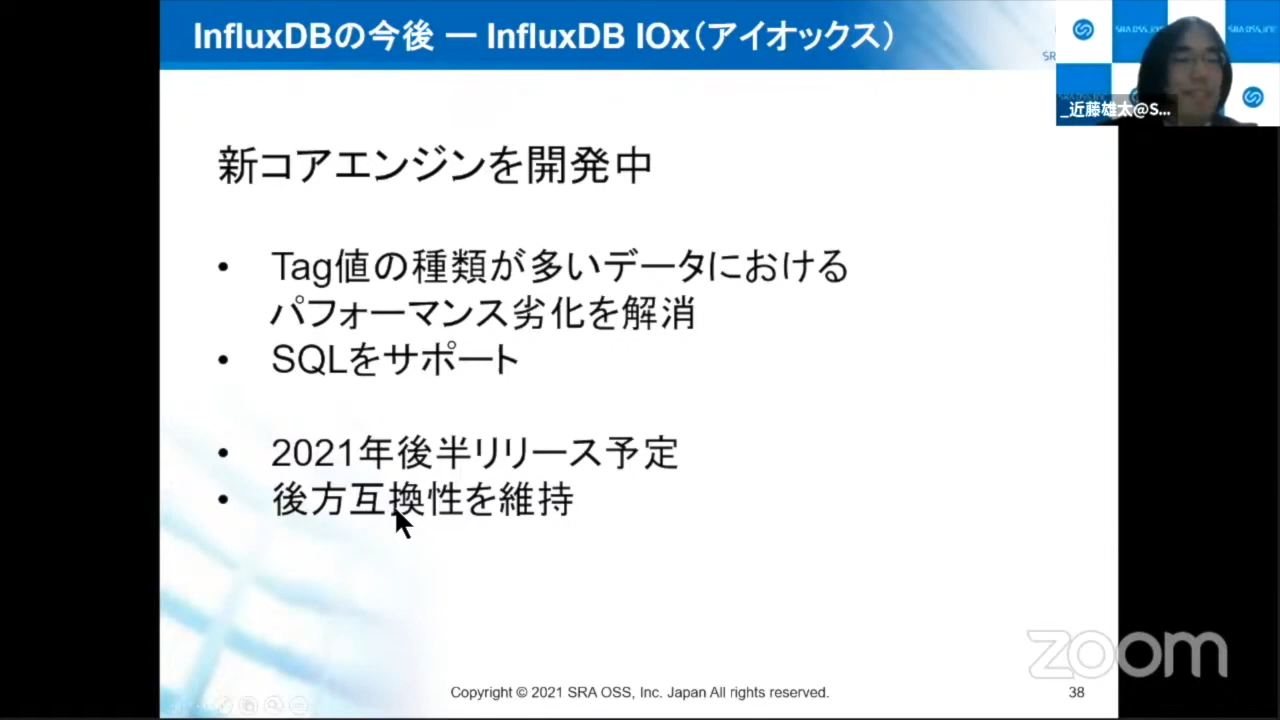 InfluxDBの今後 ー InfluxDB IOx（アイオックス）
SRA OSS, INC
_近藤雄太@S...
新コアエンジンを開発中
• Tag値の種類が多いデータにおける
パフォーマンス劣化を解消
• SQLをサポート
• 2021年後半リリース予定
• 後方互換性を維持
zoom
Copyright © 2021 SRA OSS, Inc. Japan All rights reserved.
38